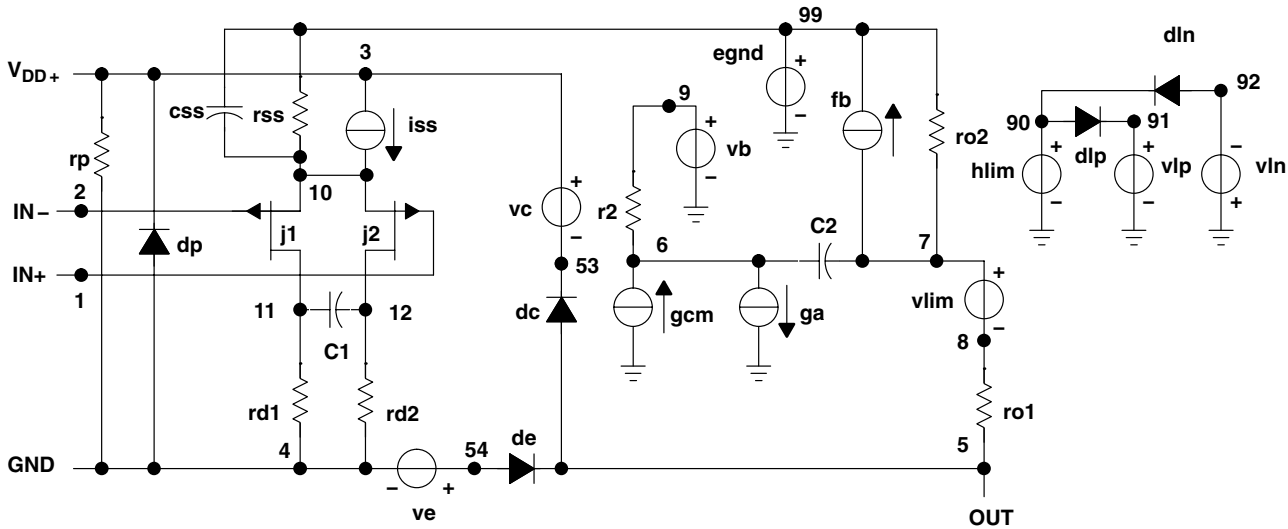 99
3
egnd
dln
V DD+
9
fb
92
css
rss
iss
90
91
rp
vb
ro2
2
10
hlim
dlp
vlp
vln
IN−
vc
r2
C2
dp
j1
j2
6
7
IN+
53
1
11
12
dc
gcm
ga
vlim
C1
8
rd1
rd2
ro1
GND
4
54
de
5
ve
OUT
+
−
+
−
+
−
+
−
+
−
+
−
−
+
+
−
−
+